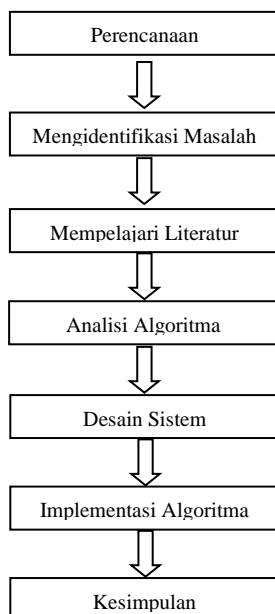 Perencanaan
Mengidentifikasi Masalah
Mempelajari Literatur
Analisi Algoritma
Desain Sistem
Implementasi Algoritma
Kesimpulan